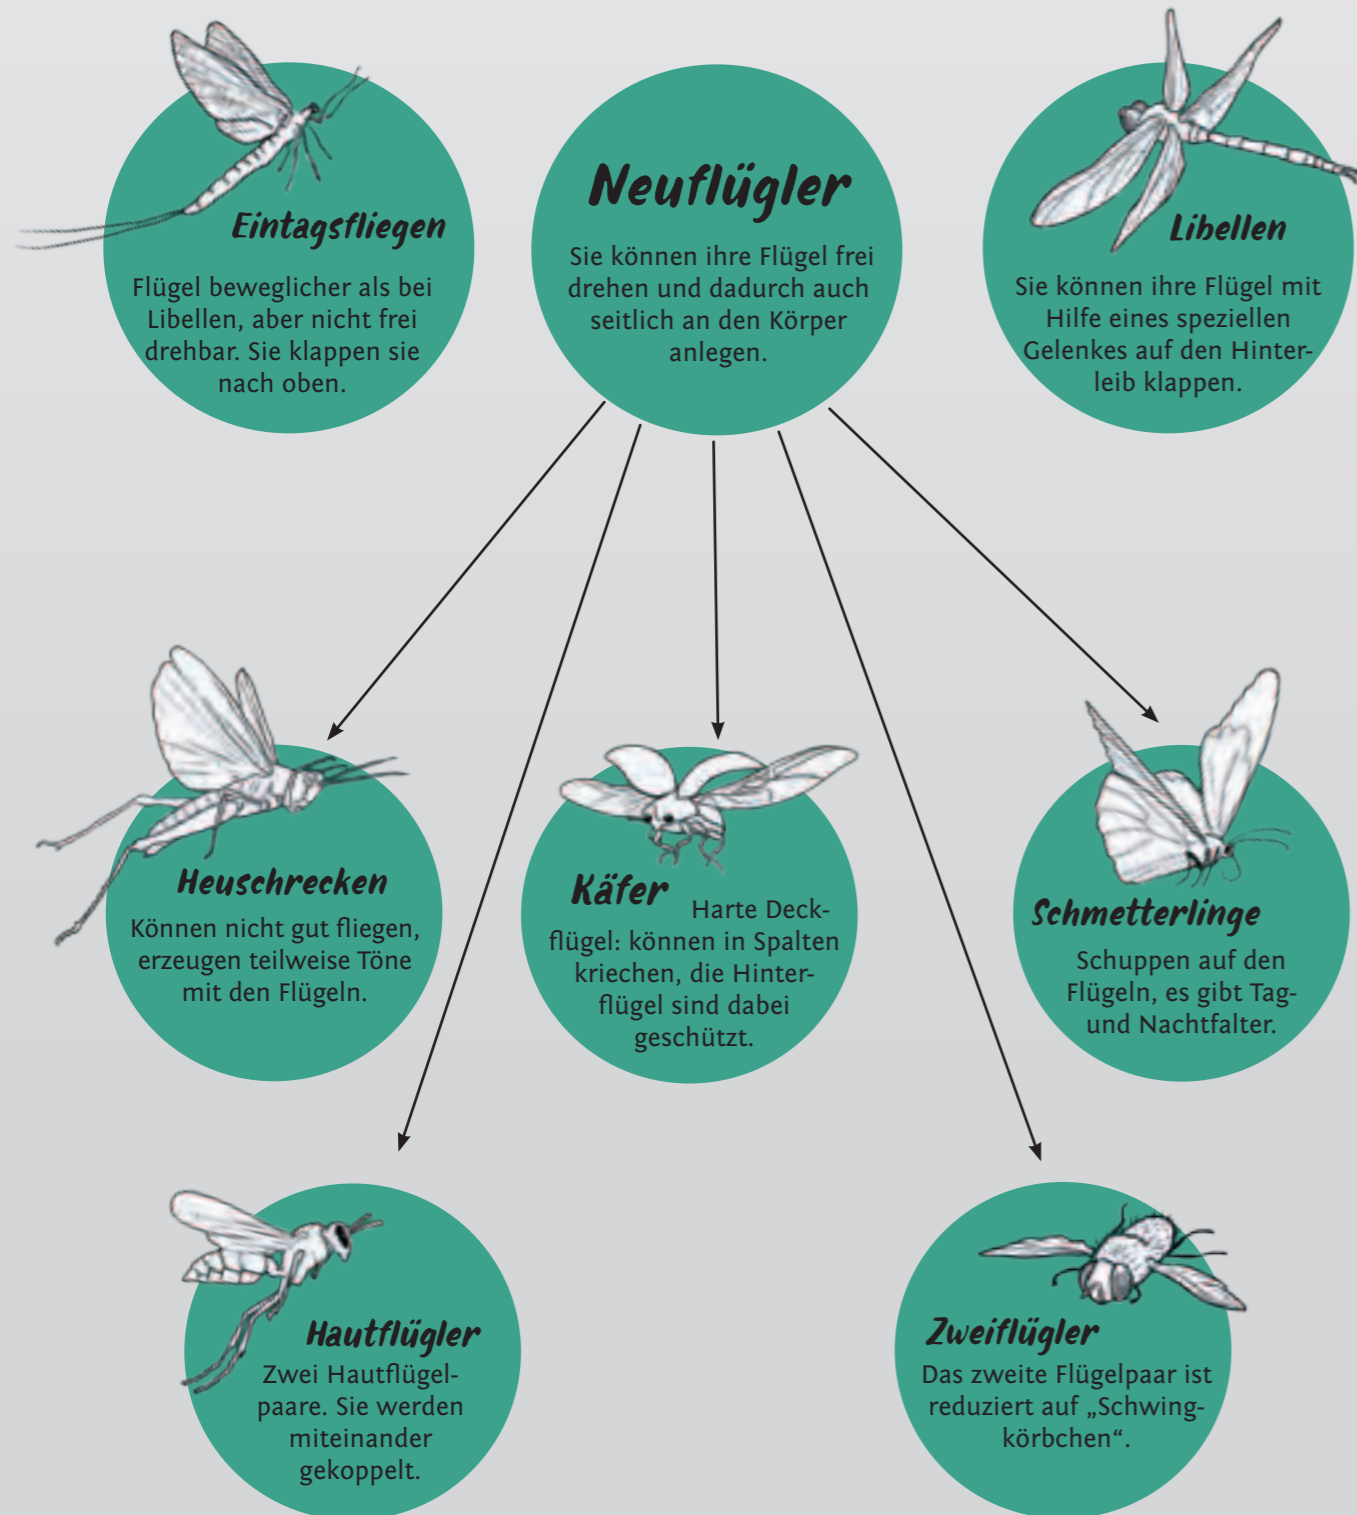 Eintagsfliegen
Flügel beweglicher als bei
Libellen, aber nicht frei
drehbar. Sie klappen sie
nach oben.
Neuflügler
Sie können ihre Flügel frei
drehen und dadurch auch
seitlich an den Körper
anlegen.
Libellen
Sie können ihre Flügel mit
Hilfe eines speziellen
Gelenkes auf den Hinter-
leib klappen.
Heuschrecken
Können nicht gut fliegen,
erzeugen teilweise Töne
mit den Flügeln.
Käfer Harte Deck-
flügel: können in Spalten
kriechen, die Hinter-
flügel sind dabei
geschützt.
Schmetterlinge
Schuppen auf den
Flügeln, es gibt Tag-
und Nachtfalter.
Hautflügler
Zwei Hautflügel-
paare. Sie werden
miteinander
gekoppelt.
Zweiflügler
Das zweite Flügelpaar ist
reduziert auf „Schwing-
körbchen“.